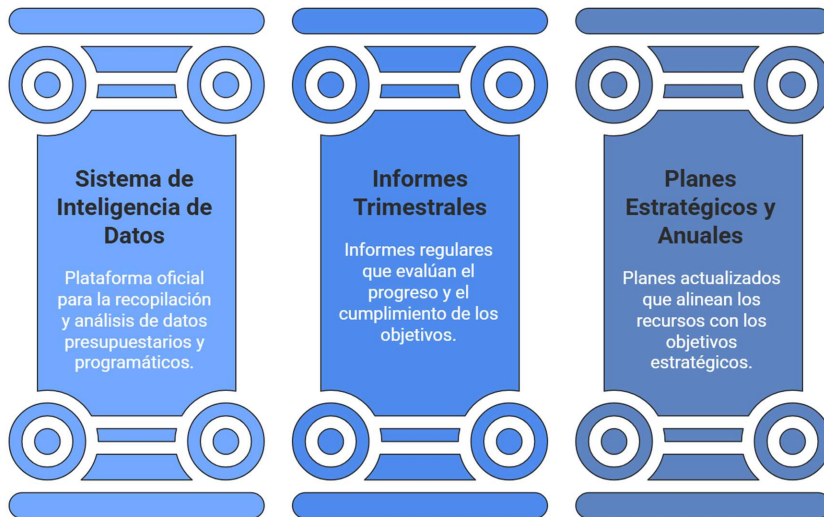 Sistema de
Inteligencia de
Datos
Plataforma oficial
para la recopilación
y análisis de datos
presupuestarios y
programáticos.
Informes
Trimestrales
Informes regulares
que evalúan el
progreso y el
cumplimiento de los
objetivos.
Planes
Estratégicos y
Anuales
Planes actualizados
que alinean los
recursos con los
objetivos
estratégicos.